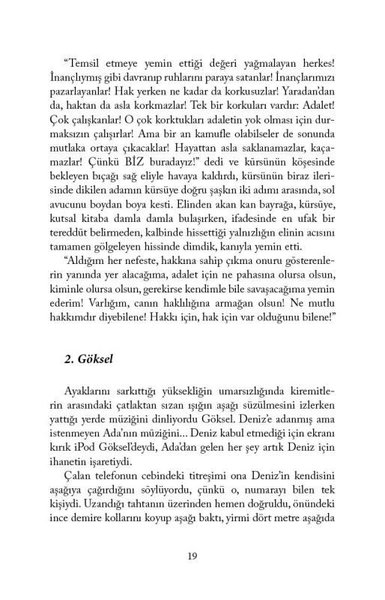 “Temsil etmeye yemin ettiği değeri yağmalayan herkes!
İnançlıymış gibi davranıp ruhlarını paraya satanlar! İnançlarımızı
pazarlayanlar! Hak yerken ne kadar da korkusuzlar! Yaradan’dan
da, haktan da asla korkmazlar! Tek bir korkuları vardır: Adalet!
Çok çalışkanlar! O çok korktukları adaletin yok olması için dur-
maksızın çalışırlar! Ama bir an kamufle olabilseler de sonunda
mutlaka ortaya çıkacaklar! Hayattan asla saklanamazlar, kaça-
mazlar! Çünkü BİZ buradayız!” dedi ve kürsünün köşesinde
bekleyen bıçağı sağ eliyle havaya kaldırdı, kürsünün biraz ileri-
sinde dikilen adamın kürsüye doğru şaşkın iki adımı arasında, sol
avucunu boydan boya kesti. Elinden akan kan bayrağa, kürsüye,
kutsal kitaba damla damla bulaşırken, ifadesinde en ufak bir
tereddüt belirmeden, kalbinde hissettiği yalnızlığın elinin acısını
tamamen gölgeleyen hissinde dimdik, kanıyla yemin etti.
“Aldığım her nefeste, hakkına sahip çıkma onuru gösterenle-
rin yanında yer alacağıma, adalet için ne pahasına olursa olsun,
kiminle olursa olsun, gerekirse kendimle bile savaşacağıma yemin
ederim! Varlığım, canın haklılığına armağan olsun! Ne mutlu
hakkımdır diyebilene! Hakkı için, hak için var olduğunu bilene!”
2. Göksel
Ayaklarını sarkıttığı yüksekliğin umarsızlığında kiremitle-
rin arasındaki çatlaktan sızan ışığın aşağı süzülmesini izlerken
yattığı yerde müziğini dinliyordu Göksel. Deniz’e adanmış ama
istenmeyen Ada’nın müziğini... Deniz kabul etmediği için ekranı
kırık iPod Göksel’deydi, Ada’dan gelen her şey artık Deniz için
ihanetin işaretiydi.
Çalan telefonun cebindeki titreşimi ona Deniz’in kendisini
aşağıya çağırdığını söylüyordu, çünkü o, numarayı bilen tek
kişiydi. Uzandığı tahtanın üzerinden hemen doğruldu, önündeki
ince demire kollarını koyup aşağı baktı, yirmi dört metre aşağıda
19